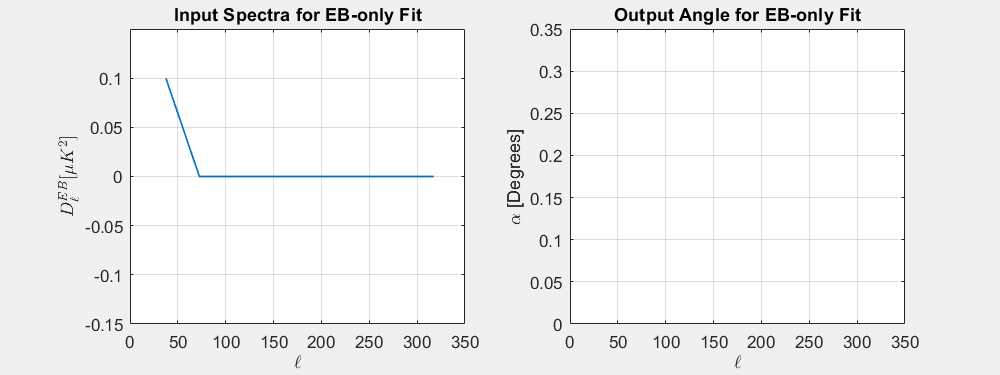 Input Spectra for EB-only Fit
0.1
0.05
0
-0.05
-0.1
-0.15
D_ℓ^{EB}[μK^2]
0 50 100 150 200 250 300 350
ℓ
Output Angle for EB-only Fit
0.35
0.3
0.25
0.2
0.15
0.1
0.05
0
α [Degrees]
0 50 100 150 200 250 300 350
ℓ